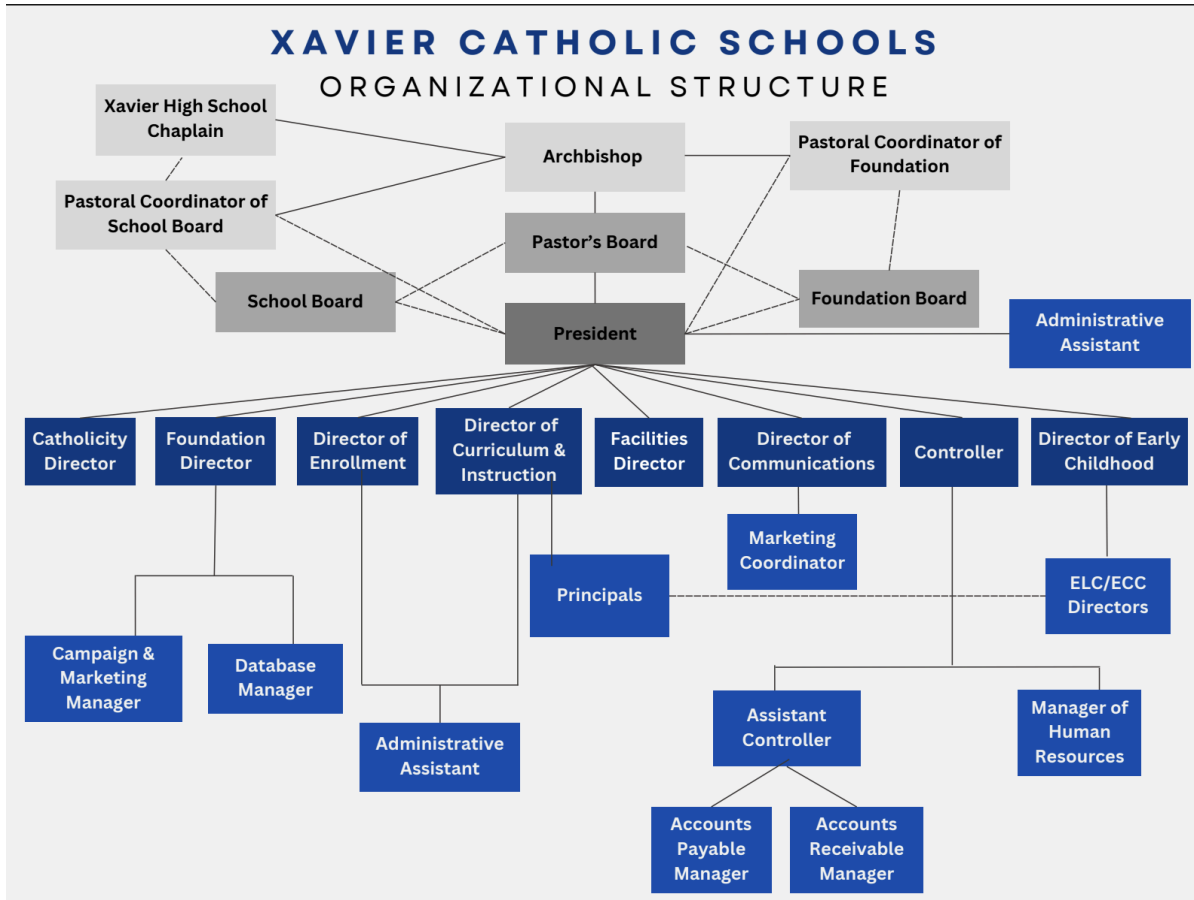 XAVIER CATHOLIC SCHOOLS
ORGANIZATIONAL STRUCTURE
Xavier High School
Chaplain
Archbishop
Pastoral Coordinator of
Foundation
Pastoral Coordinator of
School Board
Pastor's Board
School Board
Foundation Board
President
Administrative
Assistant
Catholicity
Director
Foundation
Director
Director of
Enrollment
Director of
Curriculum &
Instruction
Facilities
Director
Director of
Communications
Controller
Director of Early
Childhood
Marketing
Coordinator
Principals
ELC/ECC
Directors
Campaign &
Marketing
Manager
Database
Manager
Administrative
Assistant
Assistant
Controller
Manager of
Human
Resources
Accounts
Payable
Manager
Accounts
Receivable
Manager